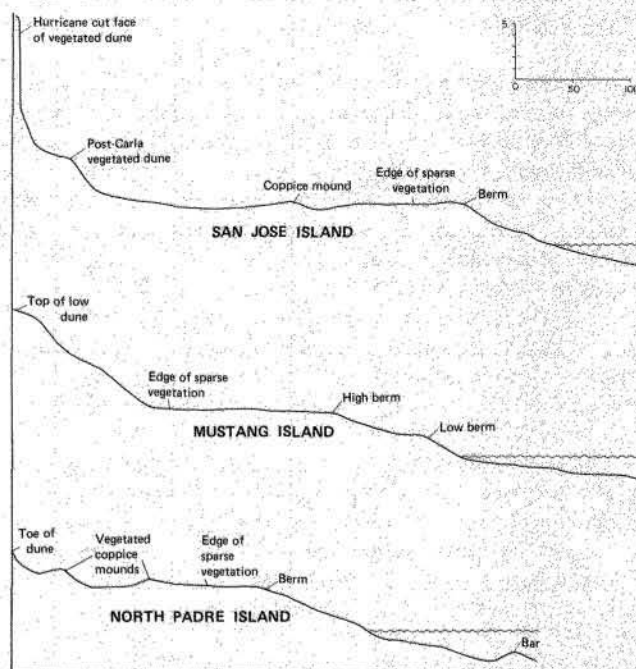 Hurricane cut face
of vegetated dune
5
0
50
100
Post-Carla
vegetated dune
Coppice mound
Edge of sparse
vegetation
Berm
SAN JOSE ISLAND
Top of low
dune
Edge of sparse
vegetation
High berm
Low berm
MUSTANG ISLAND
Toe of
dune
Vegetated
coppice
mounds
Edge of
sparse
vegetation
Berm
NORTH PADRE ISLAND
Bar